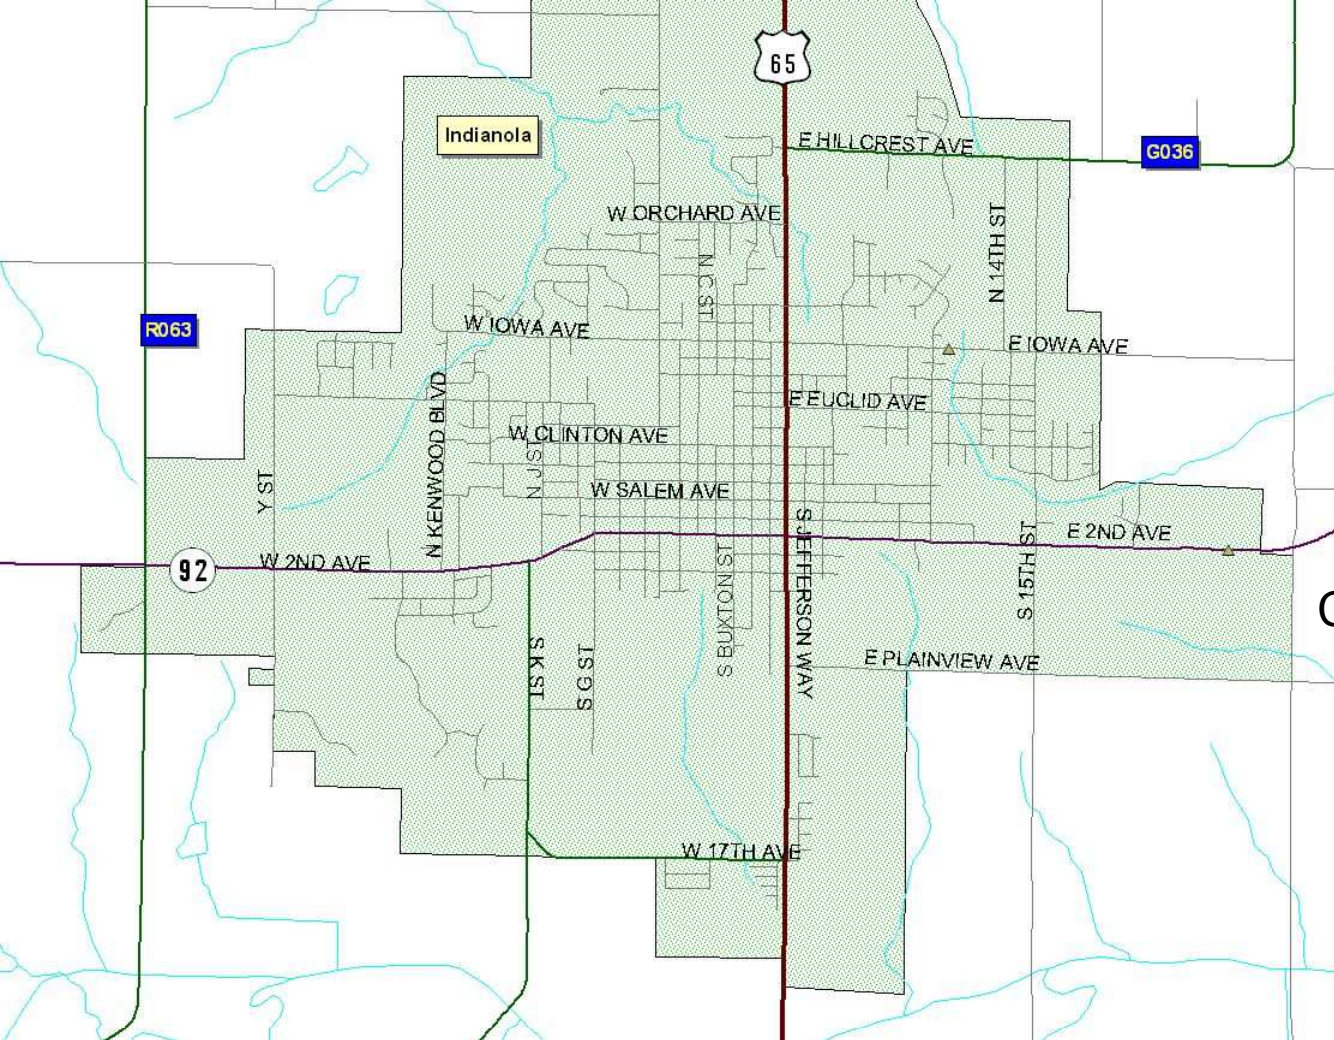 65
Indianola
E HILLCREST AVE
G036
W ORCHARD AVE
N 14TH ST
N C ST
R063
W IOWA AVE
E IOWA AVE
N KENWOOD BLVD
E EUCLID AVE
W CLINTON AVE
N J ST
Y ST
W SALEM AVE
S JEFFERSON WAY
E 2ND AVE
S 15TH ST
92
W 2ND AVE
S BUXTON ST
S K ST
S G ST
E PLAINVIEW AVE
W 17TH AVE